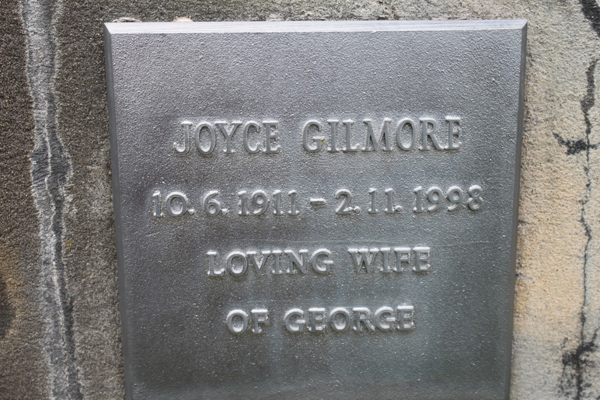 JOYCE GILMORE
10. 6. 1911 - 2. 11. 1998
LOVING WIFE
OF GEORGE